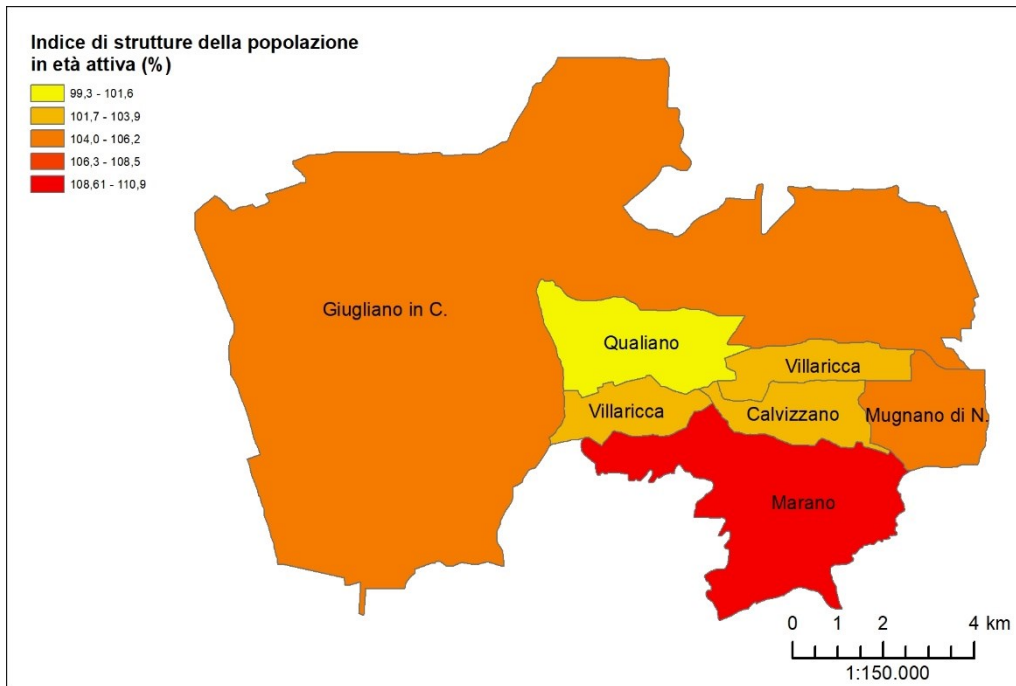 Indice di strutture della popolazione
in età attiva (%)
99,3 - 101,6
101,7 - 103,9
104,0 - 106,2
106,3 - 108,5
108,61 - 110,9
Giugliano in C.
Qualiano
Villaricca
Villaricca
Calvizzano
Mugnano di N.
Marano
0 1 2 4 km
1:150.000